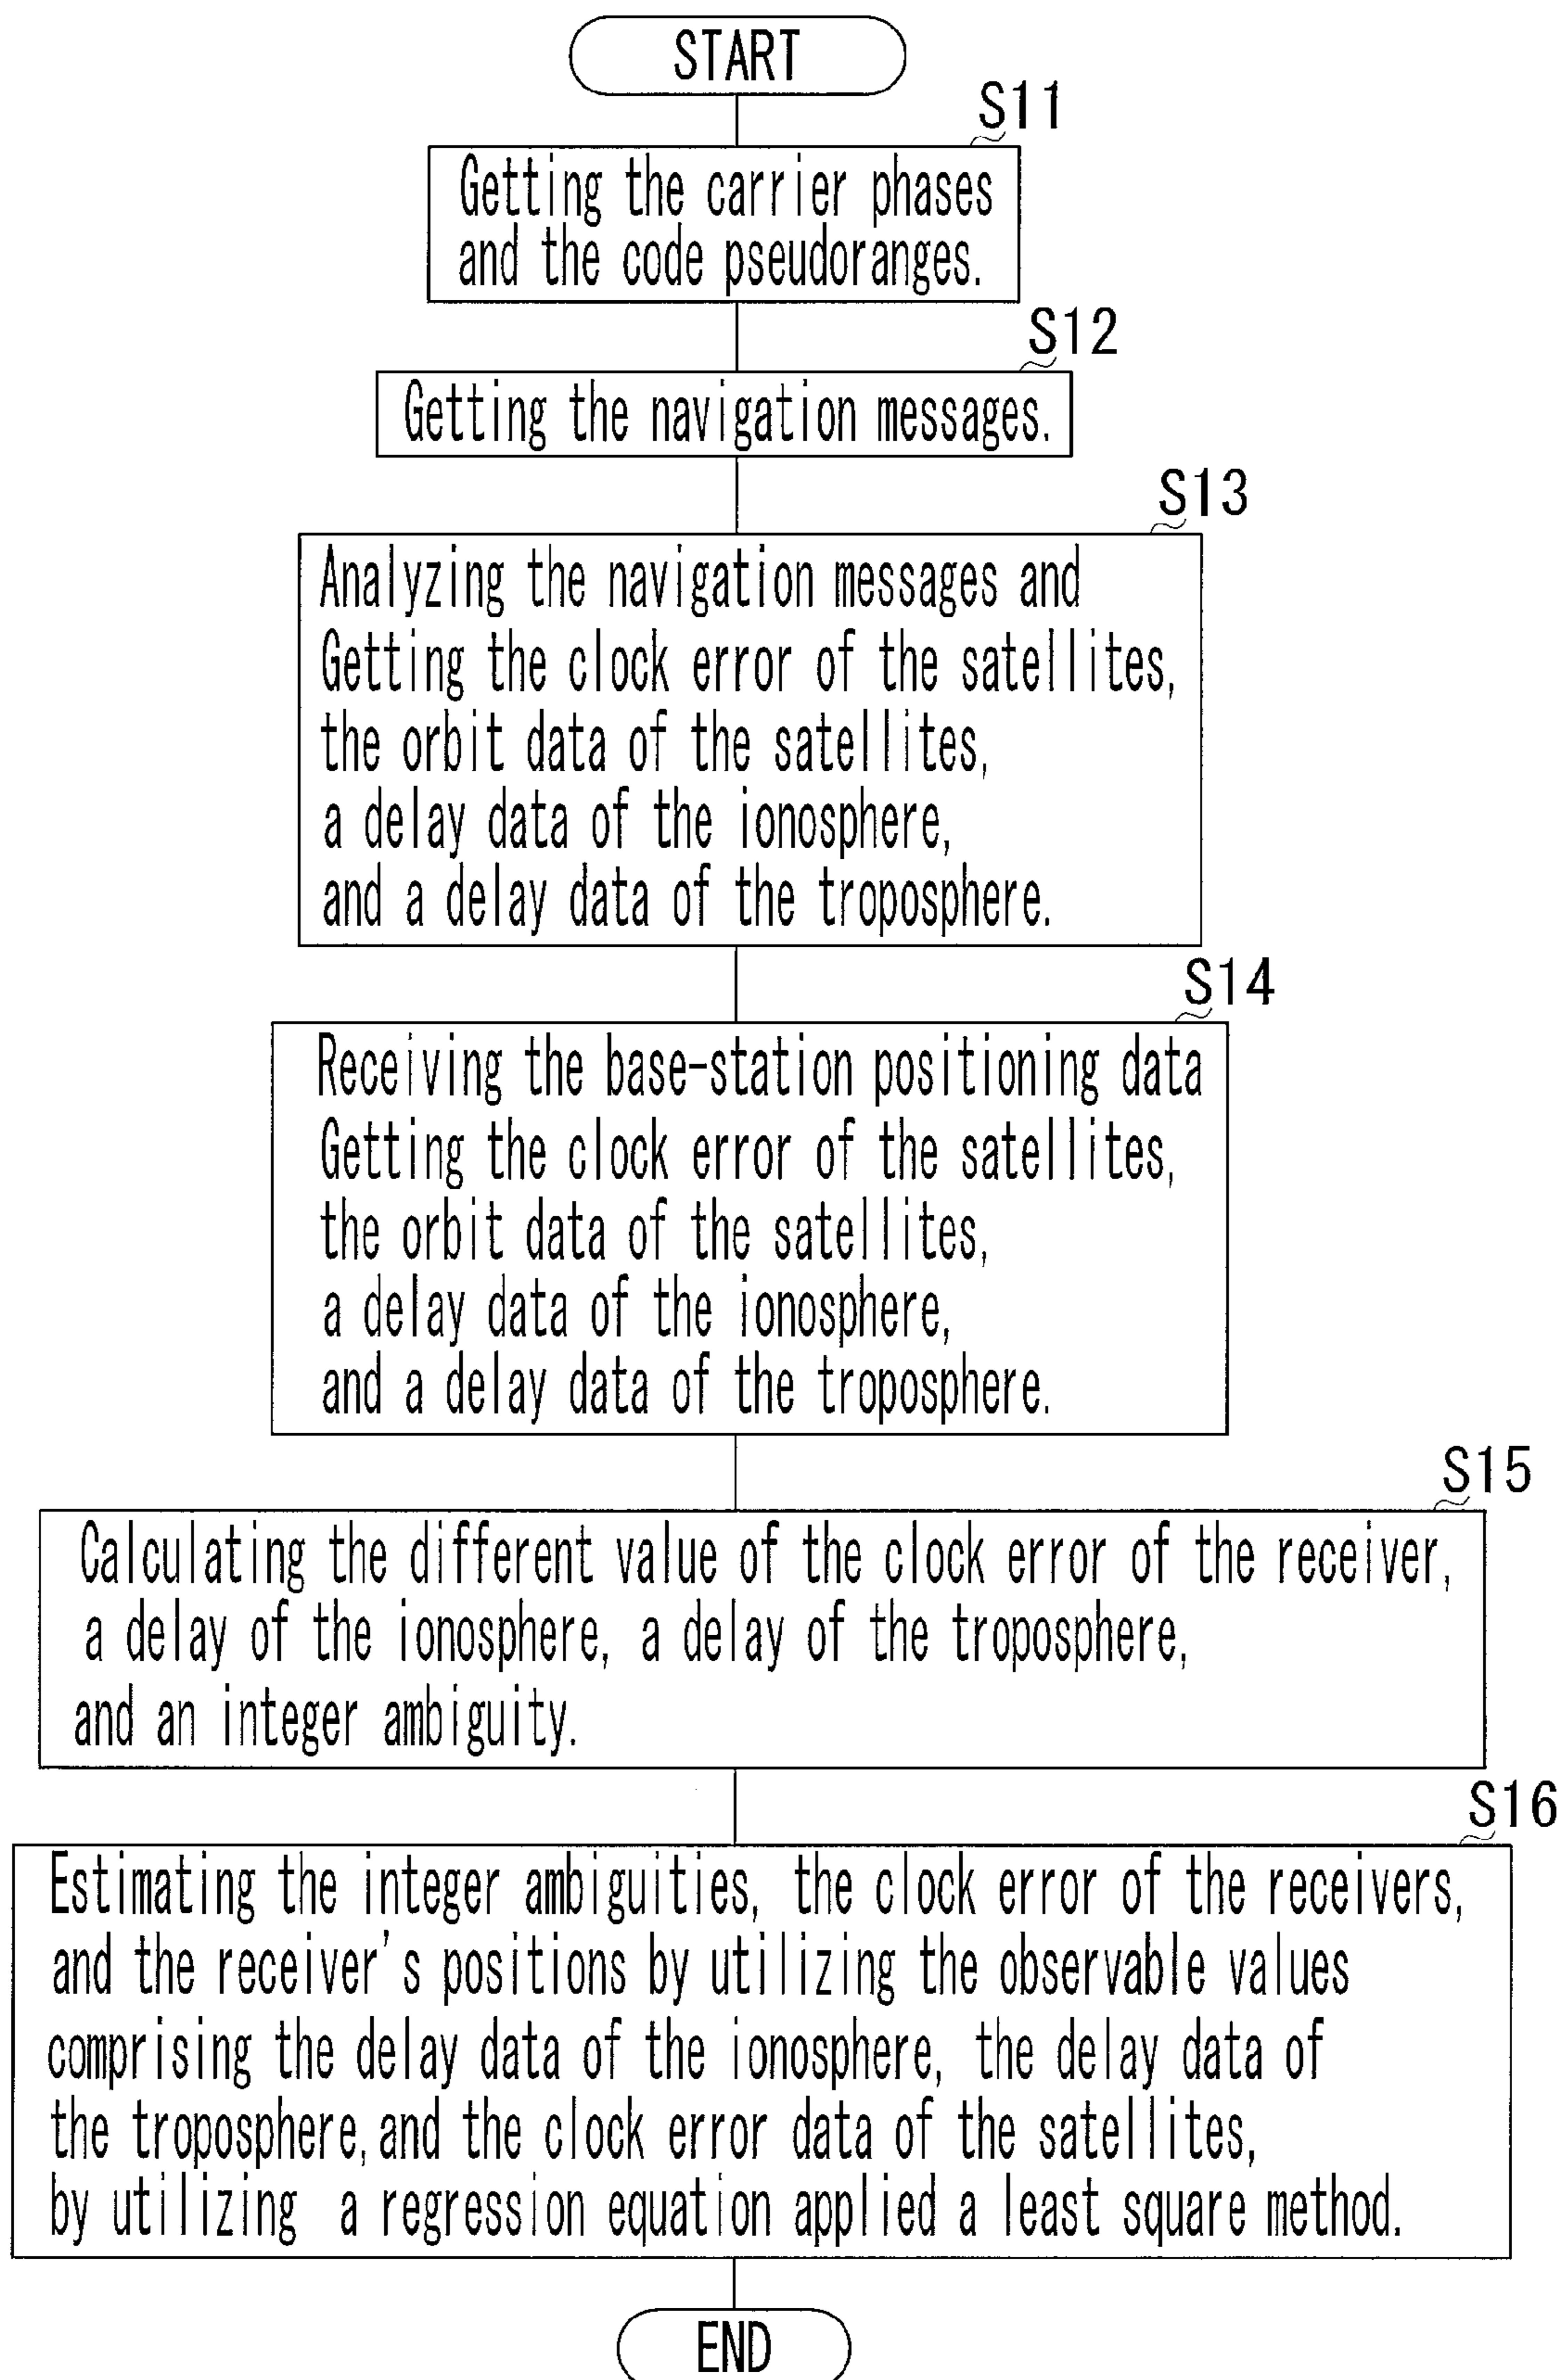 START
S11
Getting the carrier phases
and the code pseudoranges.
S12
Getting the navigation messages.
S13
Analyzing the navigation messages and
Getting the clock error of the satellites,
the orbit data of the satellites,
a delay data of the ionosphere,
and a delay data of the troposphere.
S14
Receiving the base-station positioning data
Getting the clock error of the satellites,
the orbit data of the satellites,
a delay data of the ionosphere,
and a delay data of the troposphere.
S15
Calculating the different value of the clock error of the receiver,
a delay of the ionosphere, a delay of the troposphere,
and an integer ambiguity.
S16
Estimating the integer ambiguities, the clock error of the receivers,
and the receiver's positions by utilizing the observable values
comprising the delay data of the ionosphere, the delay data of
the troposphere, and the clock error data of the satellites,
by utilizing a regression equation applied a least square method.
END